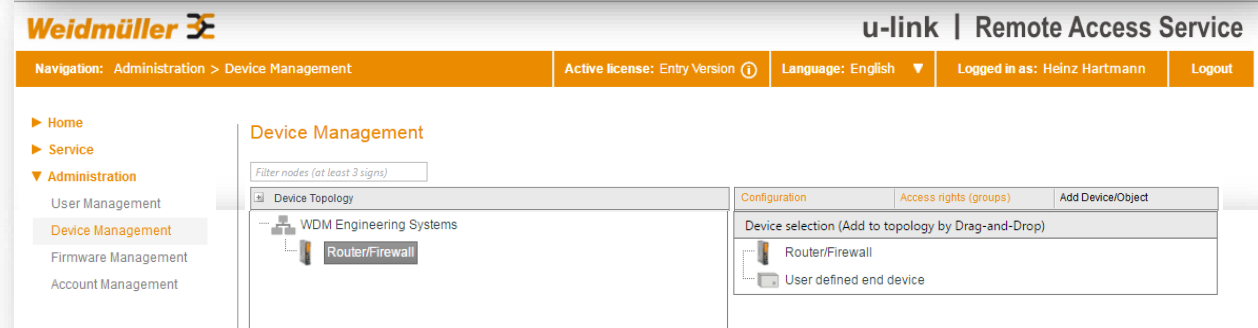 Weidmüller
u-link | Remote Access Service
Navigation: Administration > Device Management
Active license: Entry Version
Language: English ▼
Logged in as: Heinz Hartmann
Logout
▶ Home
▶ Service
▼ Administration
User Management
Device Management
Firmware Management
Account Management
Device Management
Filter nodes (at least 3 signs)
Device Topology
WDM Engineering Systems
Router/Firewall
Configuration
Access rights (groups)
Add Device/Object
Device selection (Add to topology by Drag-and-Drop)
Router/Firewall
User defined end device